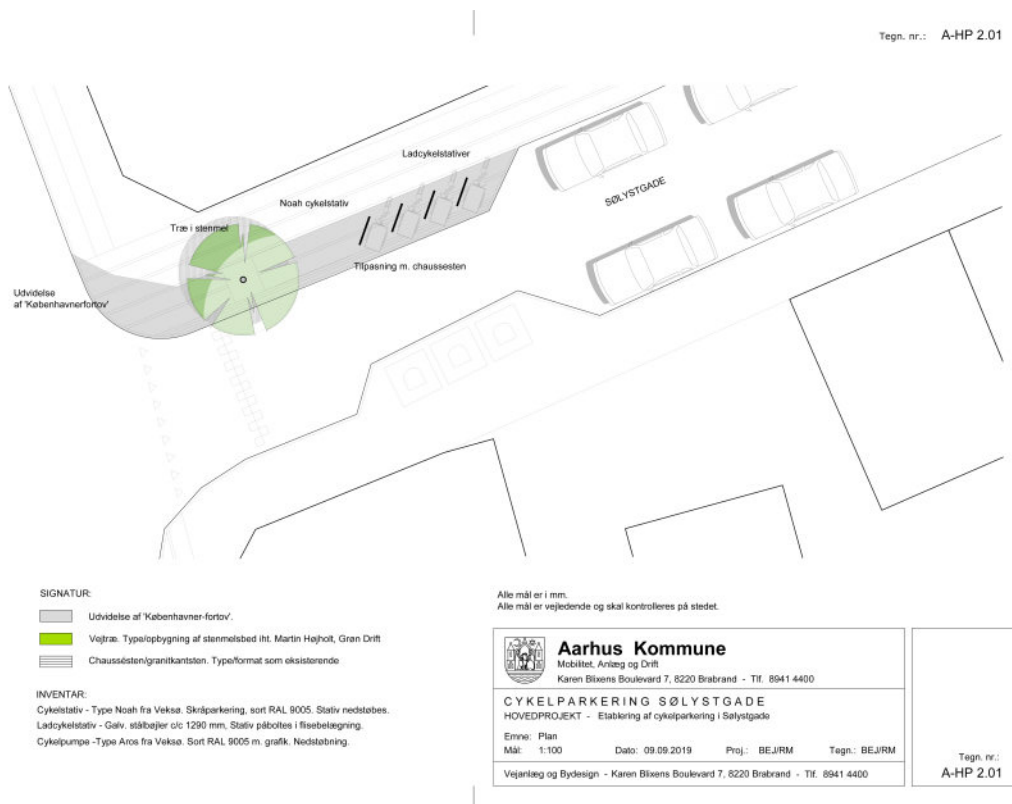 Tegn. nr.: A-HP 2.01
Ladcykelstativer
SØLYSTGADE
Noah cykelstativ
Træ i stenmel
Tilpasning m. chaussesten
Udvidelse
af 'Københavnerfortov'
SIGNATUR:
Udvidelse af 'Københavner-fortov'.
Vejtræ. Type/opbygning af stenmelsbed iht. Martin Højholt, Grøn Drift
Chaussésten/granitkantsten. Type/format som eksisterende
INVENTAR:
Cykelstativ - Type Noah fra Veksø. Skråparkering, sort RAL 9005. Stativ nedstøbes.
Ladcykelstativ - Galv. stålbøjler c/c 1290 mm, Stativ påboltes i flisebelægning.
Cykelpumpe -Type Aros fra Veksø. Sort RAL 9005 m. grafik. Nedstøbning.
Alle mål er i mm.
Alle mål er vejledende og skal kontrolleres på stedet.
Aarhus Kommune
Mobilitet, Anlæg og Drift
Karen Blixens Boulevard 7, 8220 Brabrand - Tlf. 8941 4400
CYKELPARKERING SØLYSTGADE
HOVEDPROJEKT - Etablering af cykelparkering i Sølystgade
Emne: Plan
Mål: 1:100 Dato: 09.09.2019 Proj.: BEJ/RM Tegn.: BEJ/RM
Vejanlæg og Bydesign - Karen Blixens Boulevard 7, 8220 Brabrand - Tlf. 8941 4400
Tegn. nr.:
A-HP 2.01